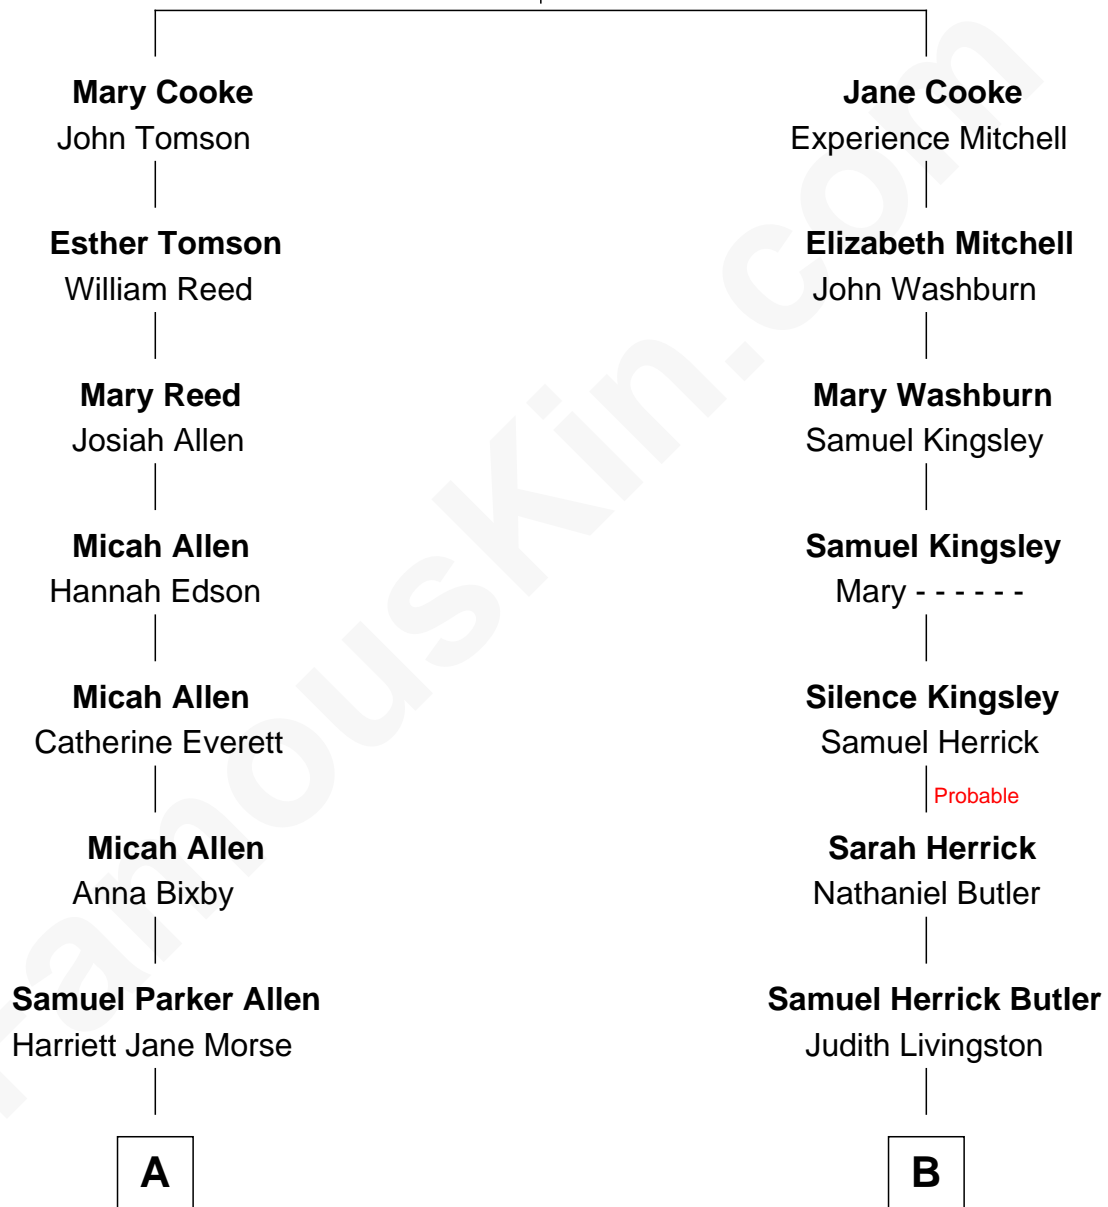 Mary Cooke
John Tomson
Esther Tomson
William Reed
Mary Reed
Josiah Allen
Micah Allen
Hannah Edson
Micah Allen
Catherine Everett
Micah Allen
Anna Bixby
Samuel Parker Allen
Harriett Jane Morse
A
Jane Cooke
Experience Mitchell
Elizabeth Mitchell
John Washburn
Mary Washburn
Samuel Kingsley
Samuel Kingsley
Mary - - - - - -
Silence Kingsley
Samuel Herrick
Probable
Sarah Herrick
Nathaniel Butler
Samuel Herrick Butler
Judith Livingston
B
FamousKin.com